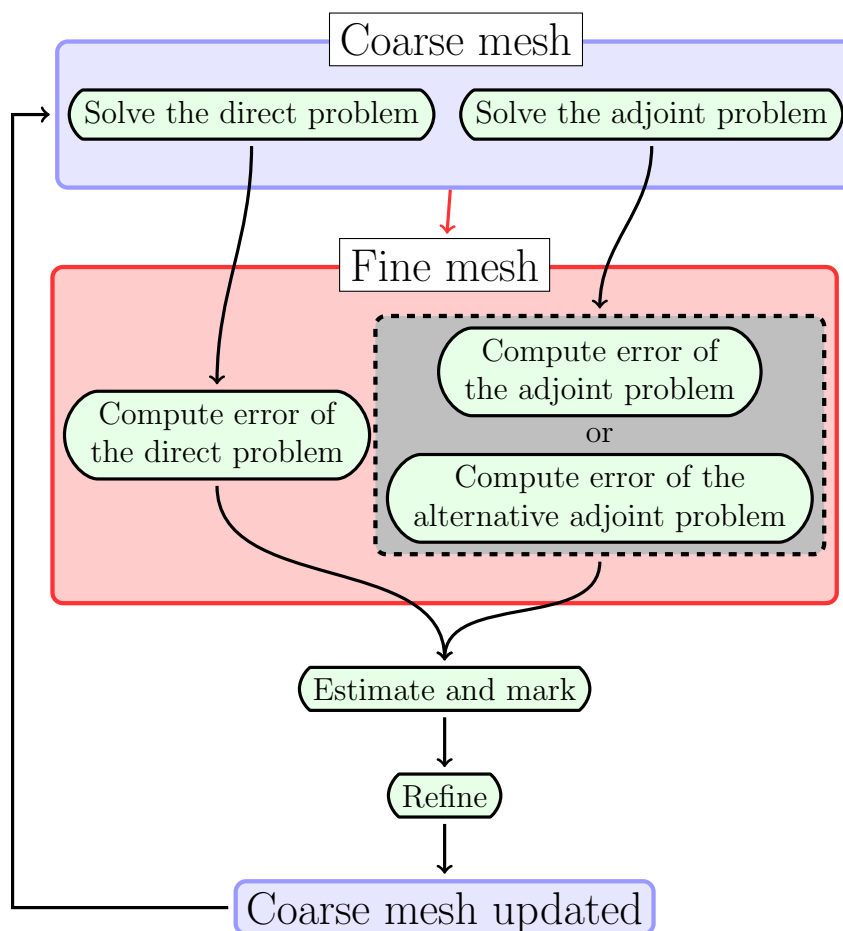 Coarse mesh
Solve the direct problem
Solve the adjoint problem
Fine mesh
Compute error of
the direct problem
Compute error of
the adjoint problem
or
Compute error of the
alternative adjoint problem
Estimate and mark
Refine
Coarse mesh updated